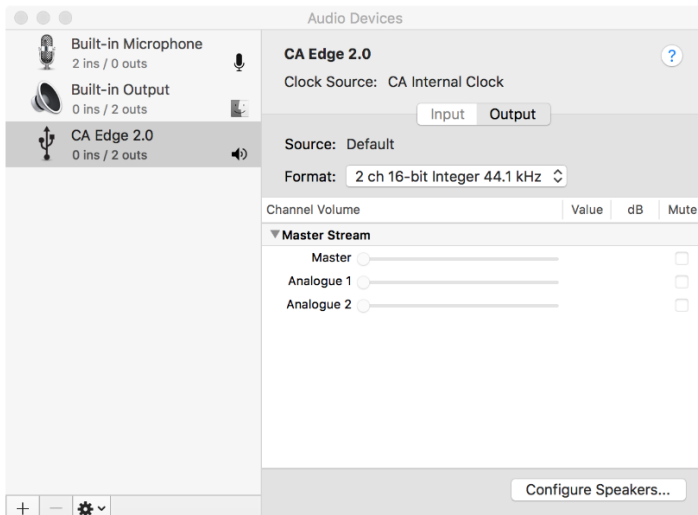 Audio Devices
Built-in Microphone
2 ins / 0 outs
Built-in Output
0 ins / 2 outs
CA Edge 2.0
0 ins / 2 outs
CA Edge 2.0
?
Clock Source: CA Internal Clock
Input Output
Source: Default
Format: 2 ch 16-bit Integer 44.1 kHz
Channel Volume Value dB Mute
Master Stream
Master
Analogue 1
Analogue 2
Configure Speakers...